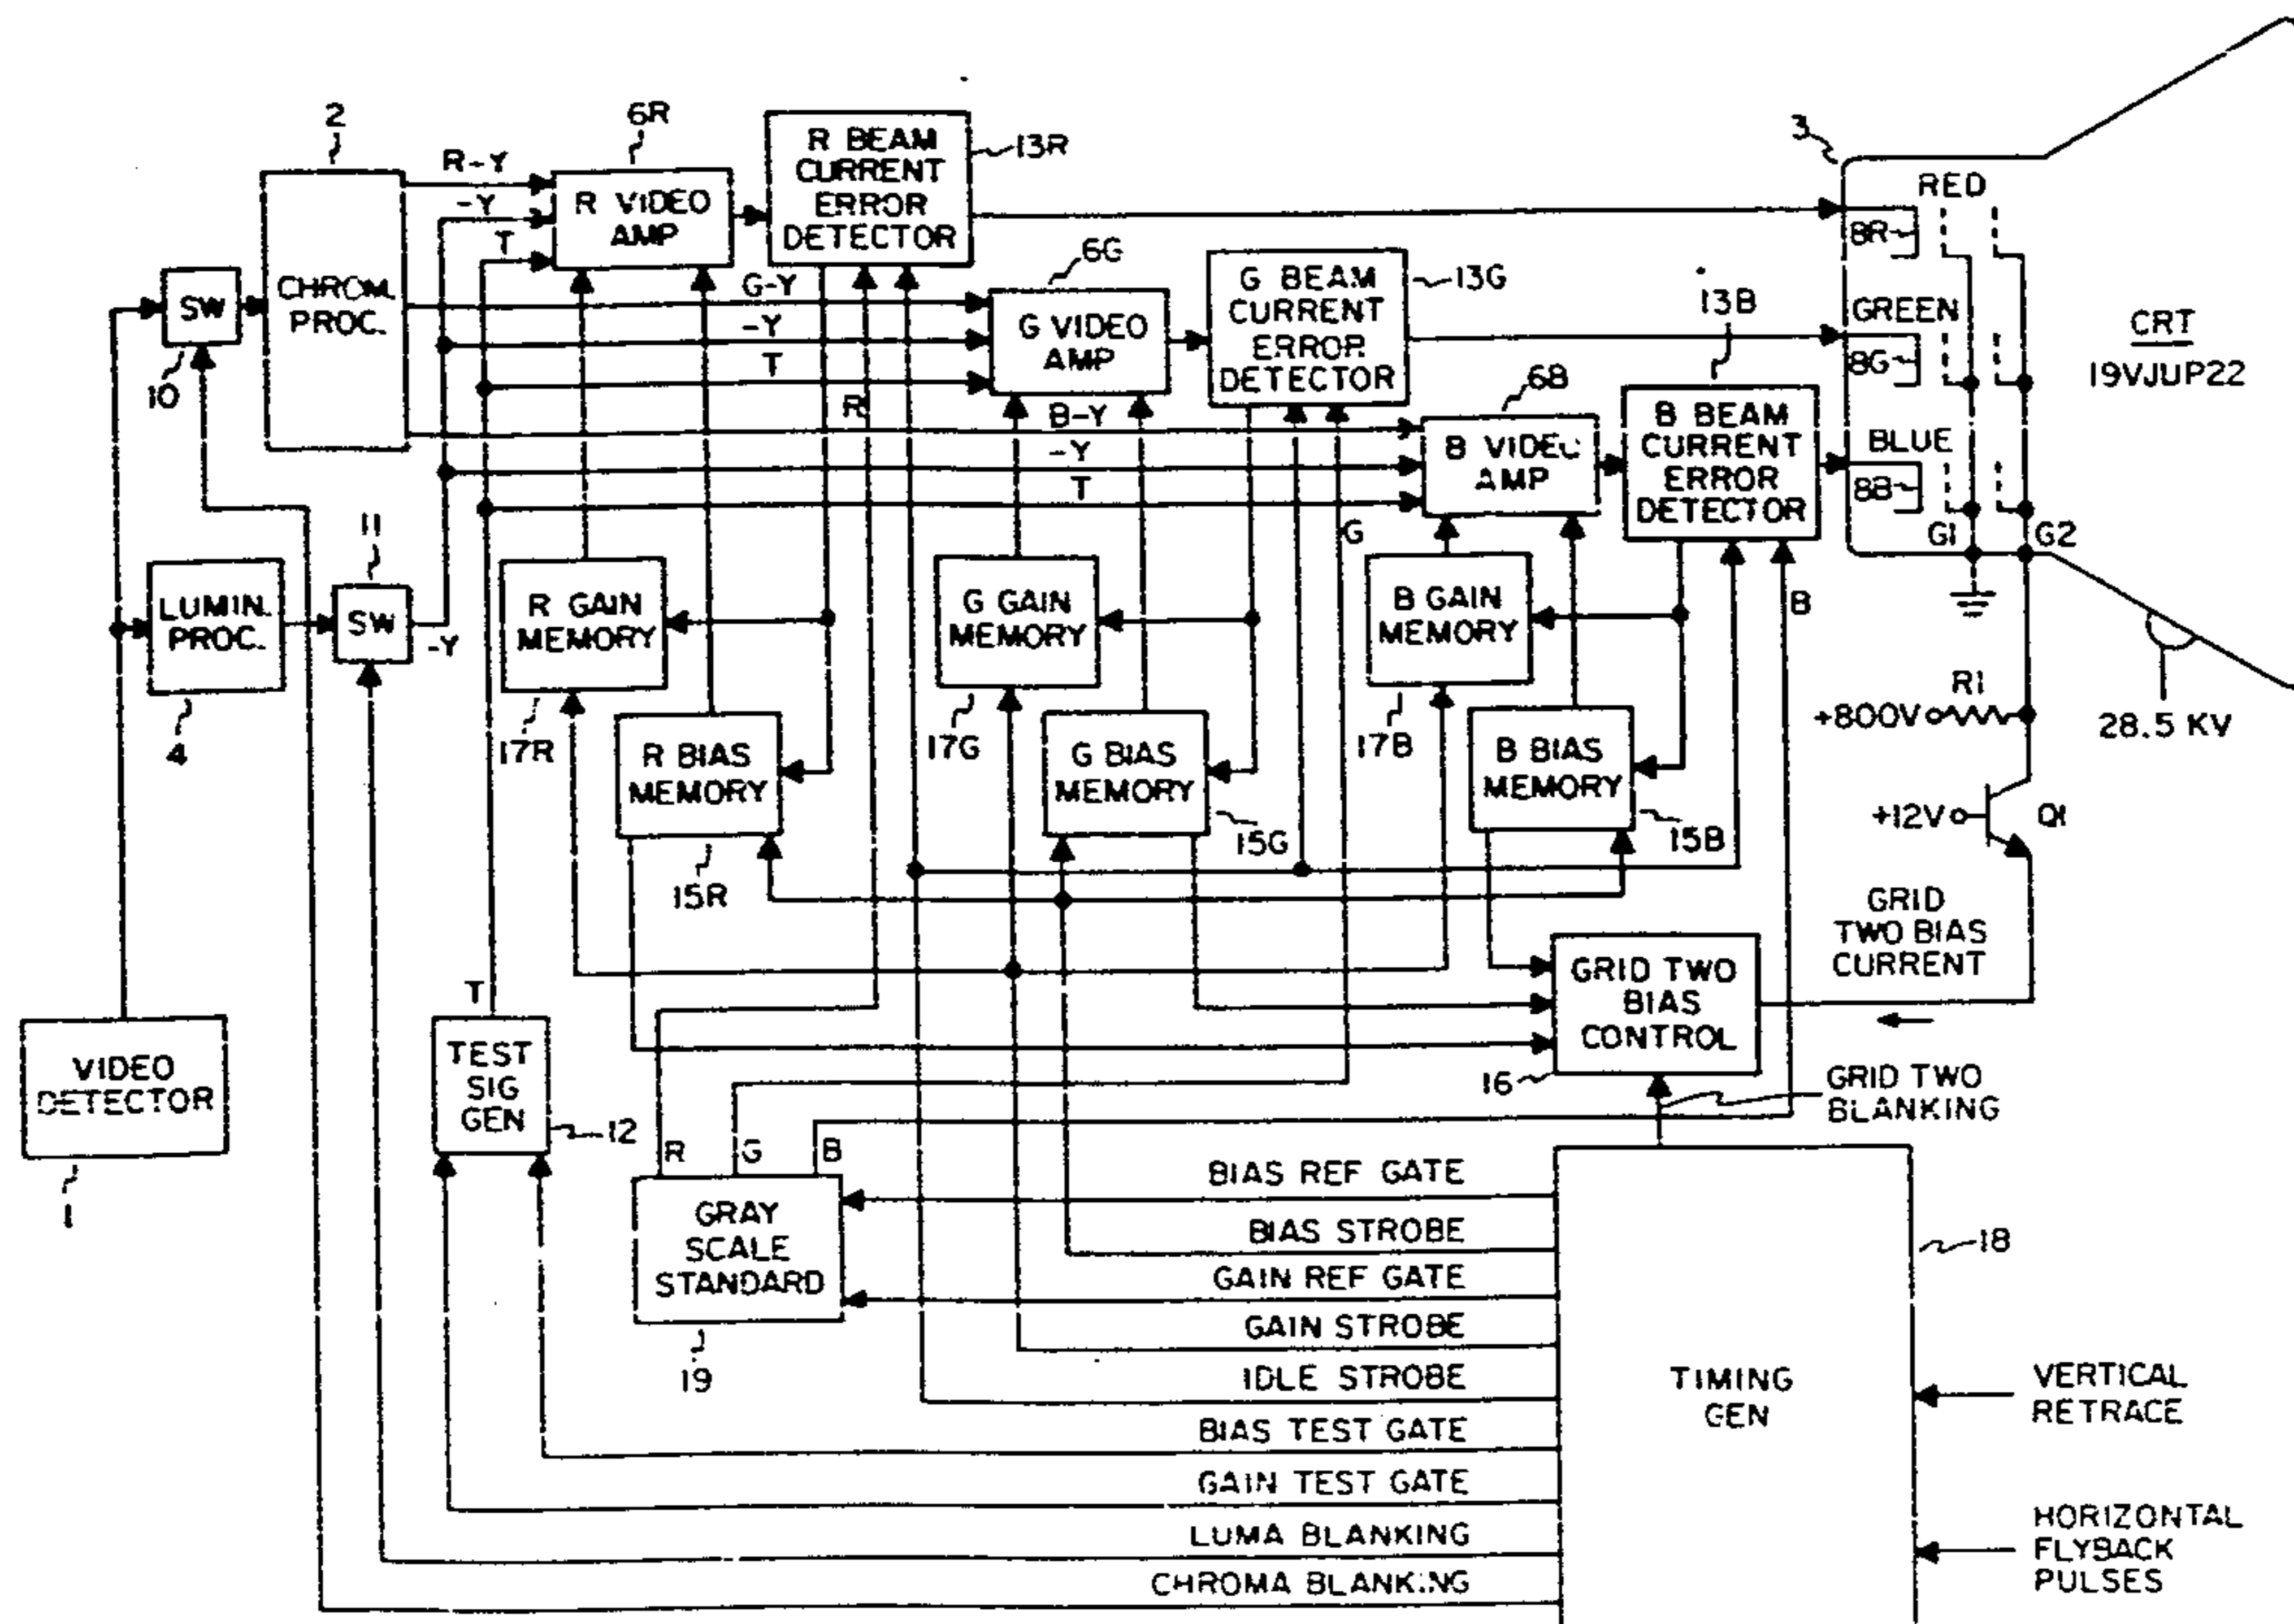 2
6R
R BEAM
CURRENT
ERROR
DETECTOR
13R
R-Y
-Y
T
R VIDEO
AMP
3
RED
8R
SW
10
CHROM.
PROC.
G-Y
-Y
T
6G
G VIDEO
AMP
G BEAM
CURRENT
ERROR
DETECTOR
13G
13B
GREEN
8G
CRT
19VJUP22
R
B-Y
-Y
T
6B
B VIDEO
AMP
B BEAM
CURRENT
ERROR
DETECTOR
BLUE
8B
G1
G2
11
LUMIN.
PROC.
4
SW
-Y
R GAIN
MEMORY
17R
G GAIN
MEMORY
17G
G
B GAIN
MEMORY
17B
B
R1
+800V
28.5 KV
R BIAS
MEMORY
15R
G BIAS
MEMORY
15G
B BIAS
MEMORY
15B
+12V
Q1
GRID
TWO BIAS
CURRENT
GRID TWO
BIAS
CONTROL
16
GRID TWO
BLANKING
VIDEO
DETECTOR
1
T
TEST
SIG
GEN
12
R
G
B
GRAY
SCALE
STANDARD
19
BIAS REF GATE
BIAS STROBE
GAIN REF GATE
GAIN STROBE
IDLE STROBE
BIAS TEST GATE
GAIN TEST GATE
LUMA BLANKING
CHROMA BLANKING
18
TIMING
GEN
VERTICAL
RETRACE
HORIZONTAL
FLYBACK
PULSES